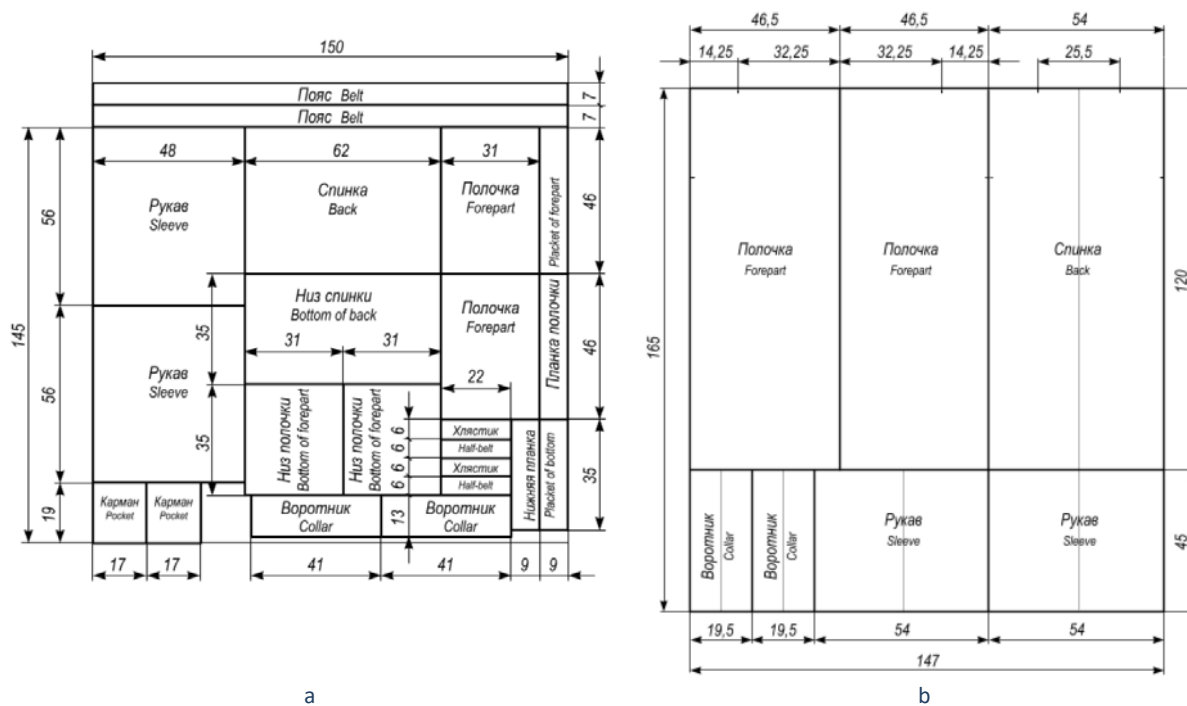 150
Пояс Belt
7
Пояс Belt
7
48
62
31
56
Рукав
Sleeve
Спинка
Back
Полочка
Forepart
Placket of forepart
46
145
35
Низ спинки
Bottom of back
31
31
Полочка
Forepart
Планка полочки
46
56
Рукав
Sleeve
22
35
Низ полочки
Bottom of forepart
Низ полочки
Bottom of forepart
6
6
6
6
Хлястик
Half-belt
Хлястик
Half-belt
Нижняя планка
Placket of bottom
35
19
Карман
Pocket
Карман
Pocket
Воротник
Collar
13
Воротник
Collar
17
17
41
41
9
9
a
46,5
46,5
54
14,25
32,25
32,25
14,25
25,5
165
Полочка
Forepart
Полочка
Forepart
Спинка
Back
120
Воротник
Collar
Воротник
Collar
Рукав
Sleeve
Рукав
Sleeve
45
19,5
19,5
54
54
147
b